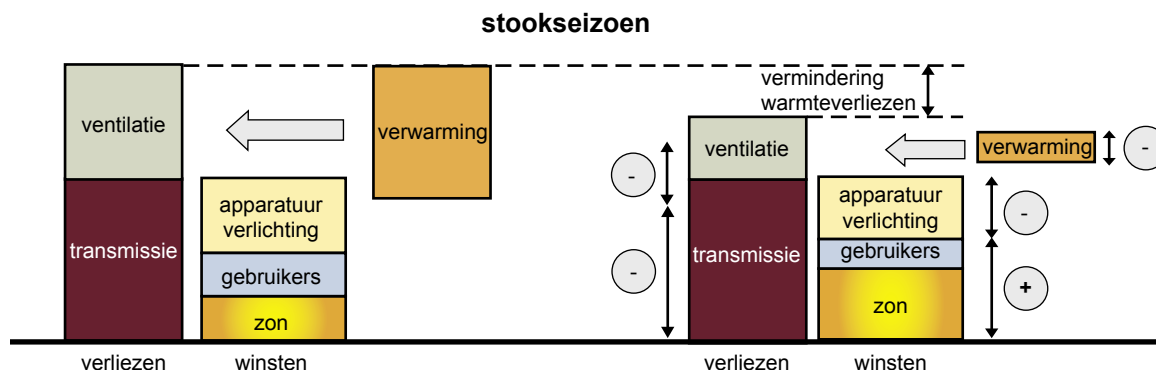 stookseizoen
ventilatie
transmissie
verliezen
apparatuur
verlichting
gebruikers
zon
winsten
verwarming
vermindering
warmteverliezen
-
-
ventilatie
transmissie
verliezen
apparatuur
verlichting
gebruikers
zon
winsten
verwarming
-
-
+